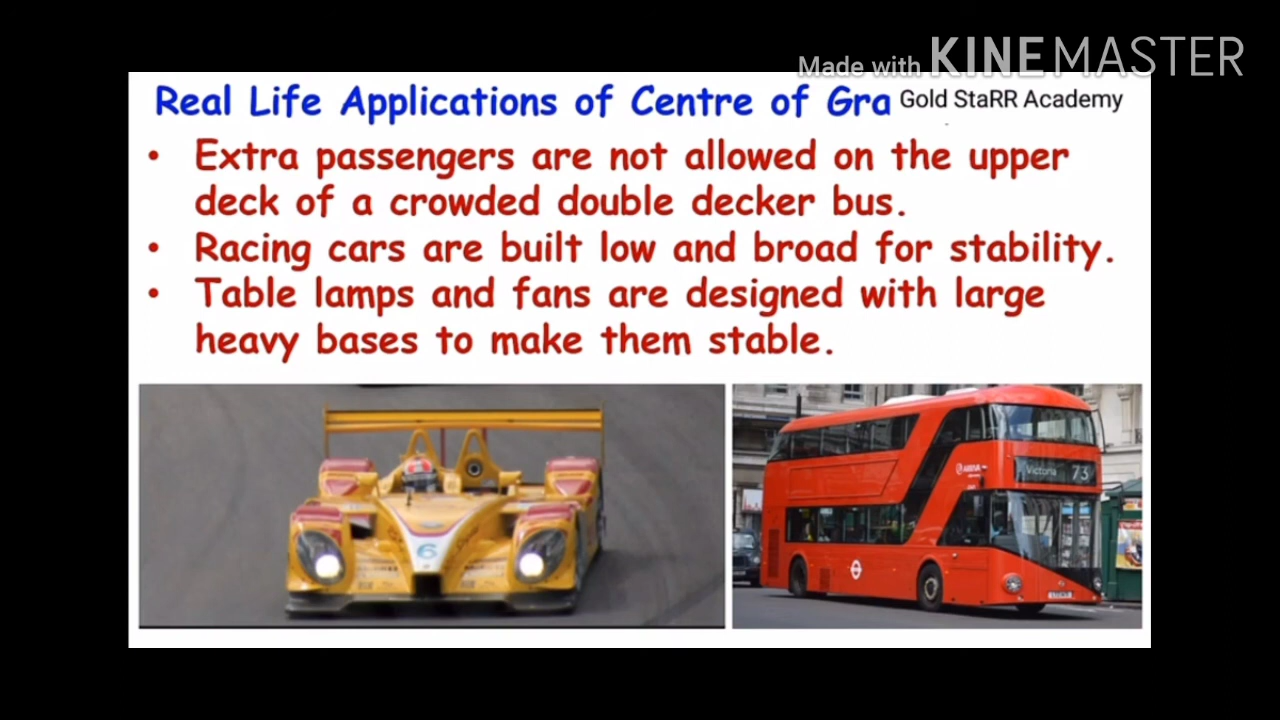 Made with KINEMASTER
Real Life Applications of Centre of Gra
Gold StaRR Academy
• Extra passengers are not allowed on the upper
deck of a crowded double decker bus.
• Racing cars are built low and broad for stability.
• Table lamps and fans are designed with large
heavy bases to make them stable.
6
ARRIVA
Victoria 73